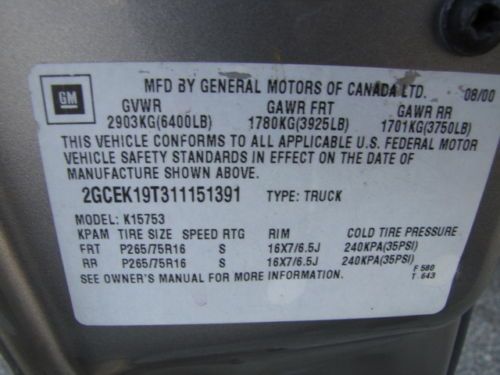 GM
MFD BY GENERAL MOTORS OF CANADA LTD. 08/00
GVWR GAWR FRT GAWR RR
2903KG(6400LB) 1780KG(3925LB) 1701KG(3750LB)
THIS VEHICLE CONFORMS TO ALL APPLICABLE U.S. FEDERAL MOTOR
VEHICLE SAFETY STANDARDS IN EFFECT ON THE DATE OF
MANUFACTURE SHOWN ABOVE.
2GCEK19T311151391 TYPE: TRUCK
MODEL: K15753
KPAM TIRE SIZE SPEED RTG RIM COLD TIRE PRESSURE
FRT P265/75R16 S 16X7/6.5J 240KPA(35PSI)
RR P265/75R16 S 16X7/6.5J 240KPA(35PSI)
SEE OWNER'S MANUAL FOR MORE INFORMATION.
F 580
T 643